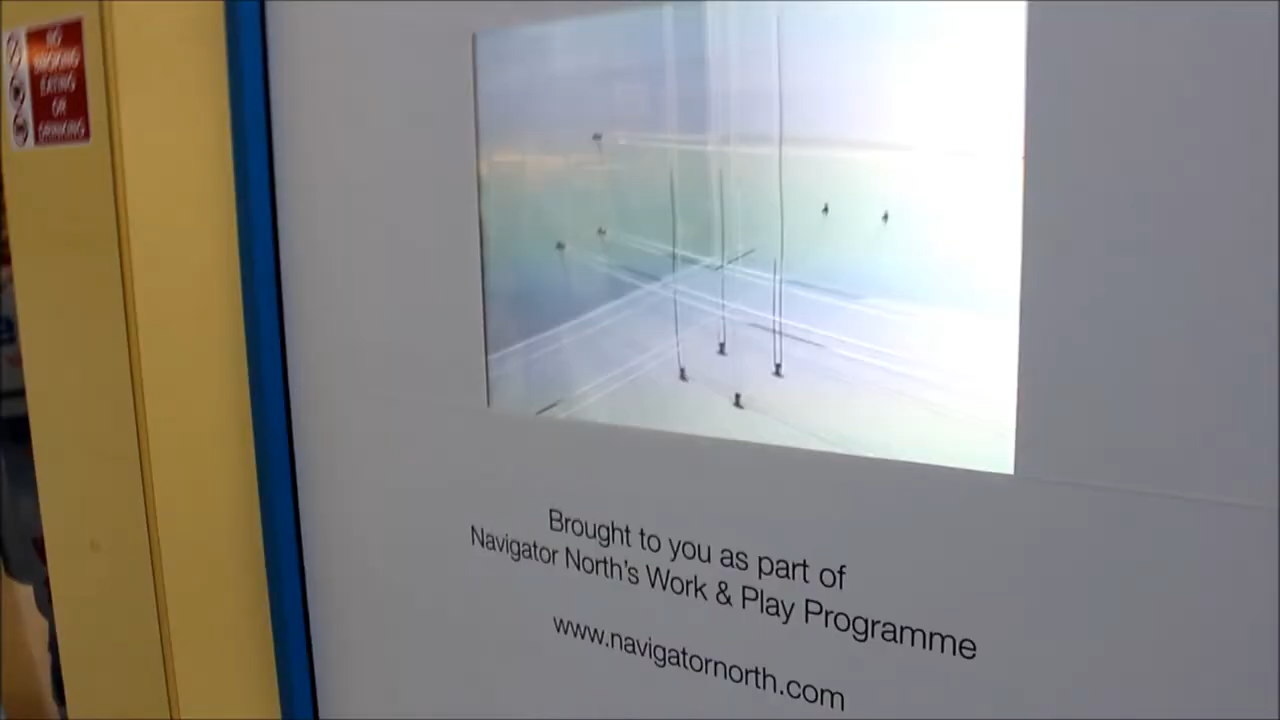 NO
SMOKING
EATING
OR
DRINKING
Brought to you as part of
Navigator North's Work & Play Programme
www.navigatornorth.com